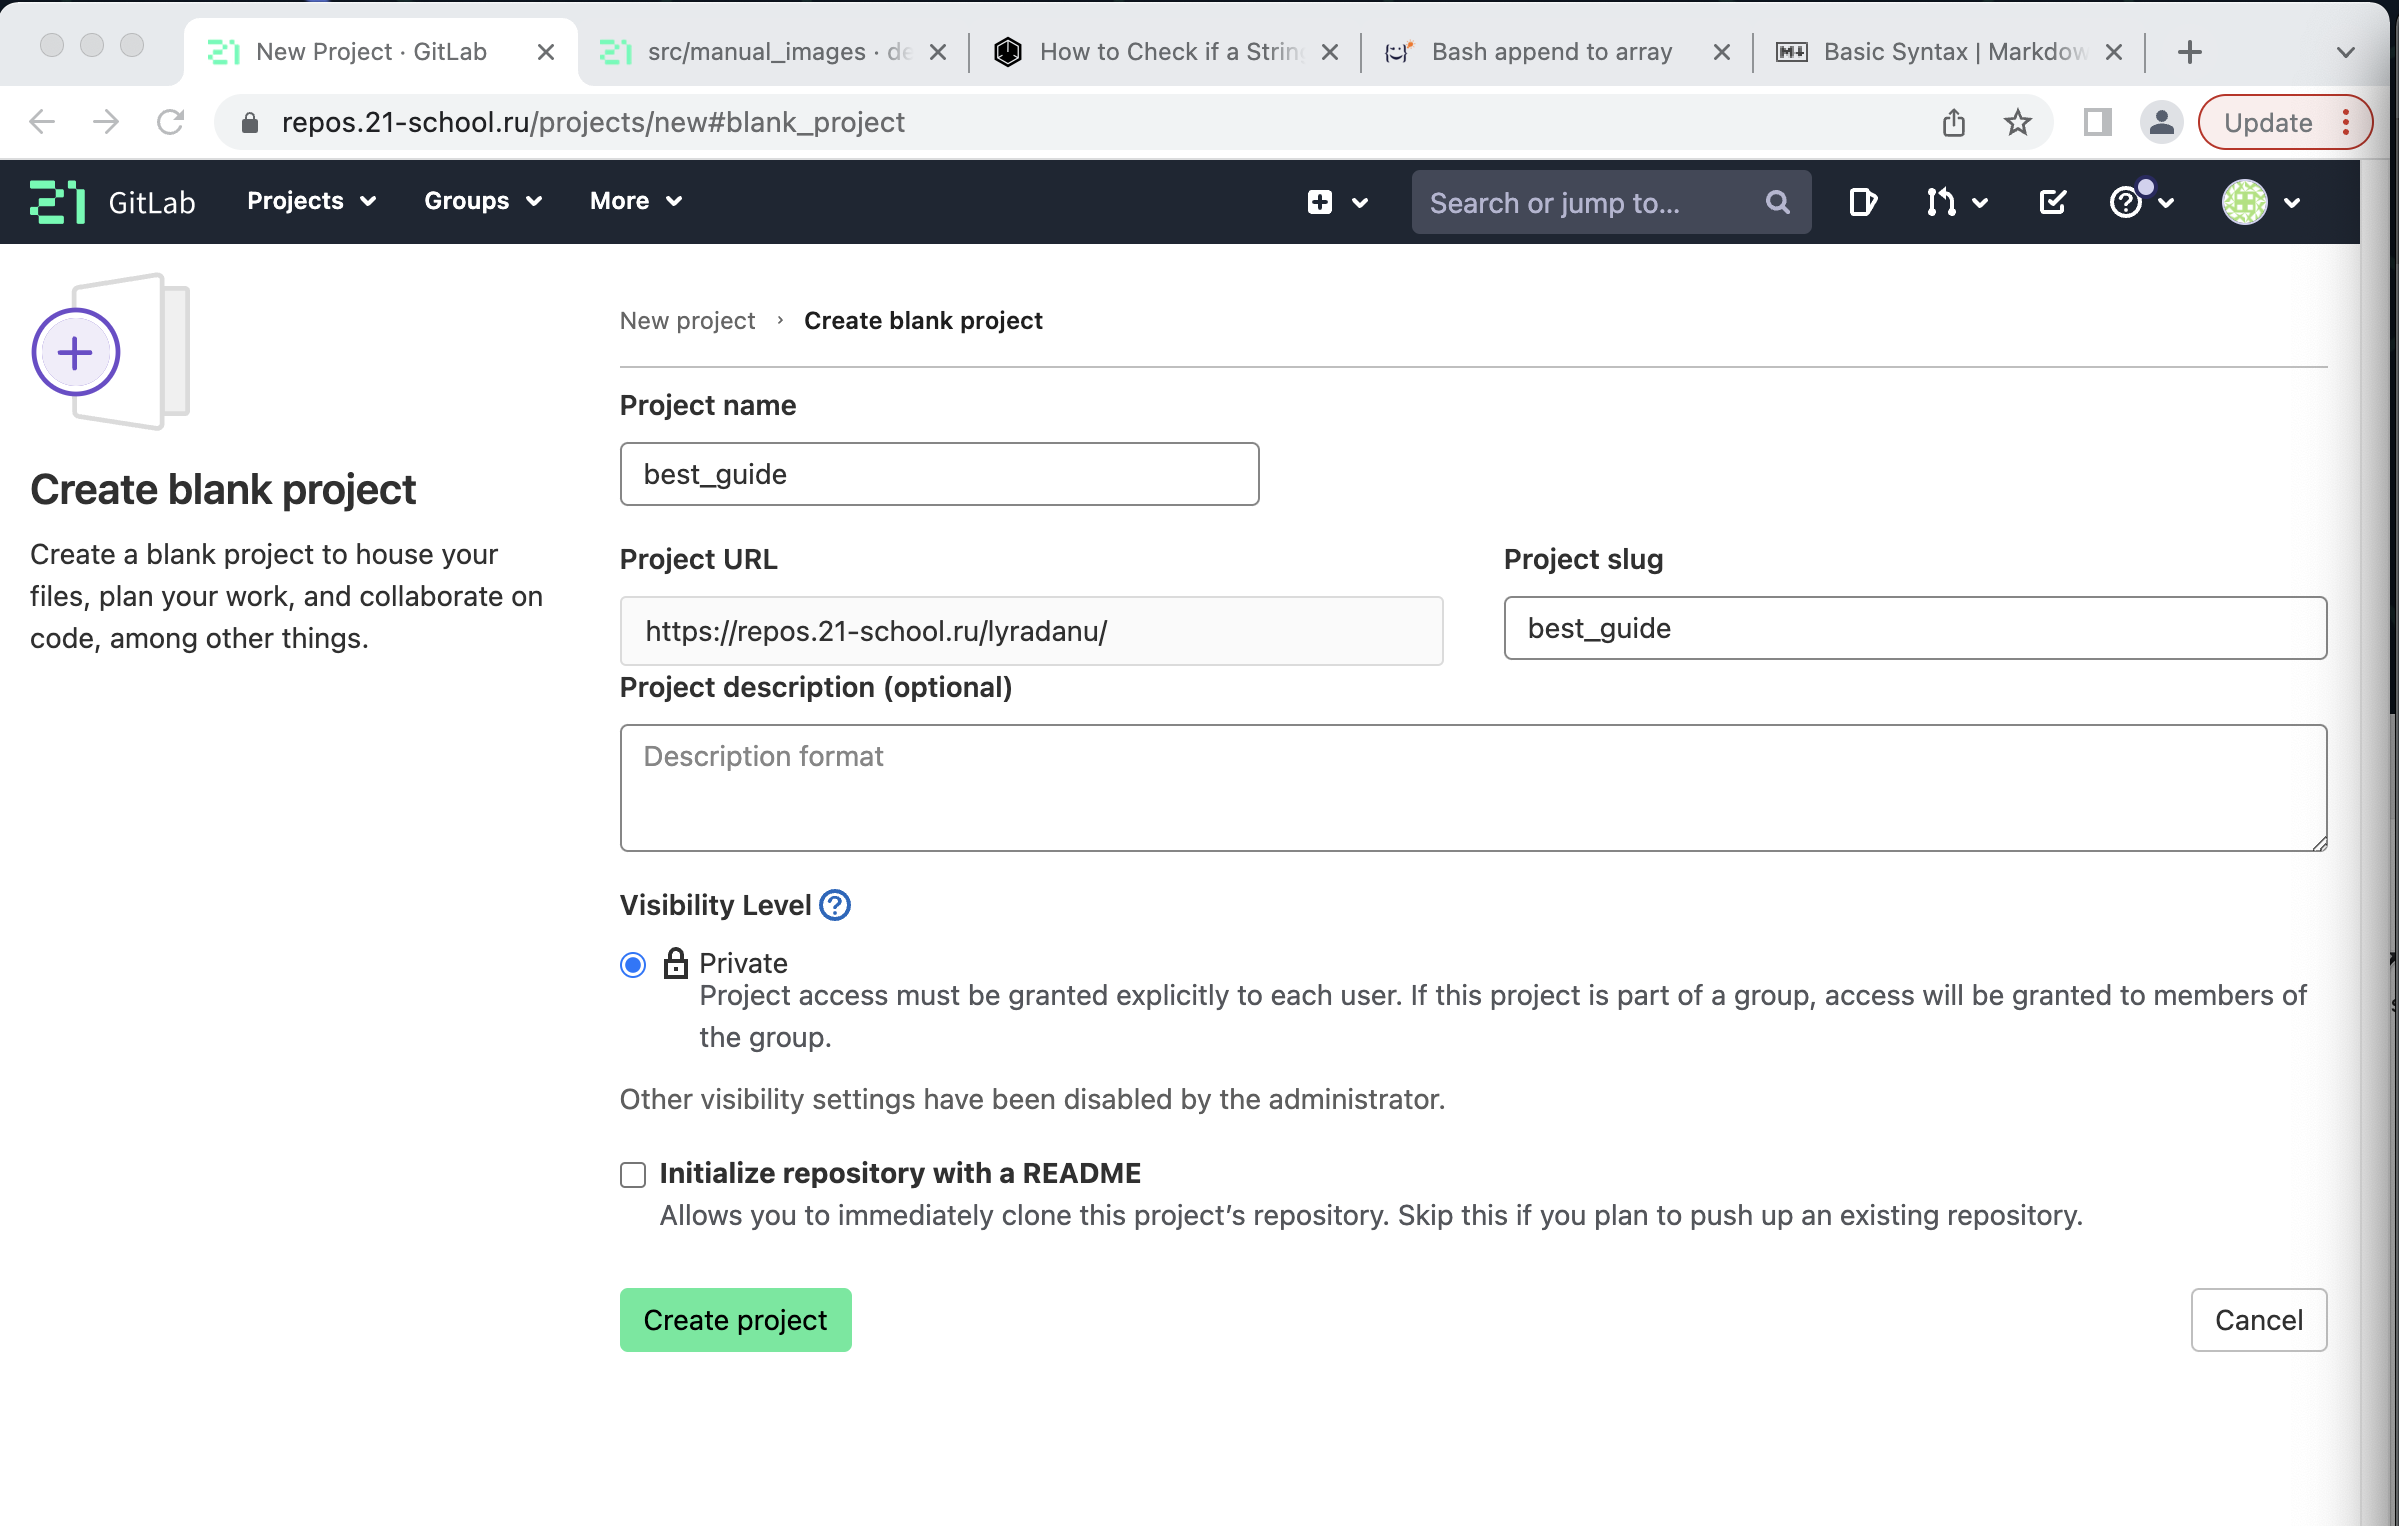 New Project · GitLab
src/manual_images · de
How to Check if a String
Bash append to array
Basic Syntax | Markdow
repos.21-school.ru/projects/new#blank_project
Update
21 GitLab
Projects
Groups
More
Search or jump to...
New project › Create blank project
Create blank project
Create a blank project to house your
files, plan your work, and collaborate on
code, among other things.
Project name
best_guide
Project URL
Project slug
https://repos.21-school.ru/lyradanu/
best_guide
Project description (optional)
Description format
Visibility Level
Private
Project access must be granted explicitly to each user. If this project is part of a group, access will be granted to members of
the group.
Other visibility settings have been disabled by the administrator.
Initialize repository with a README
Allows you to immediately clone this project’s repository. Skip this if you plan to push up an existing repository.
Create project
Cancel